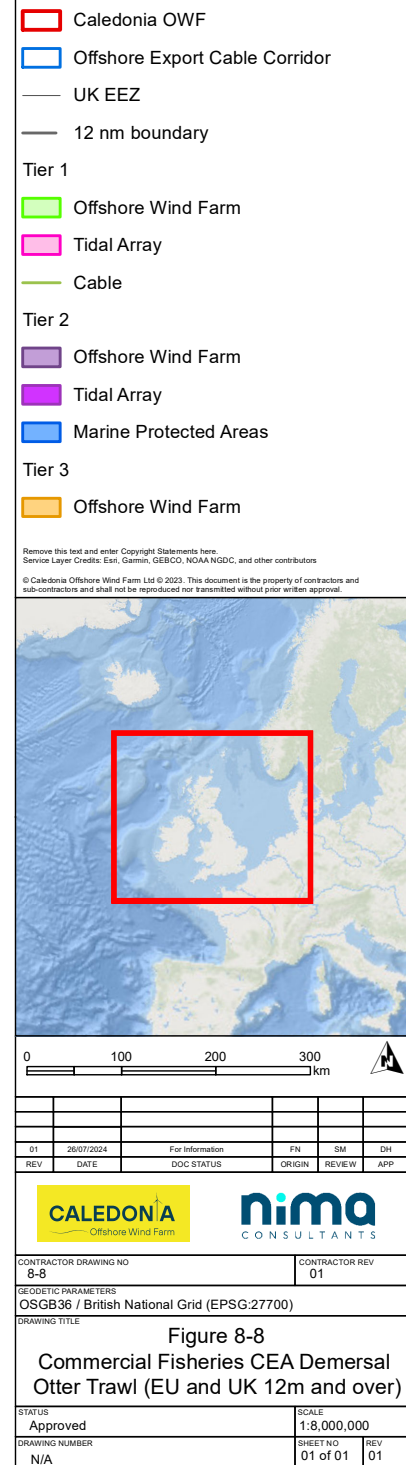 Caledonia OWF
Offshore Export Cable Corridor
UK EEZ
12 nm boundary
Tier 1
Offshore Wind Farm
Tidal Array
Cable
Tier 2
Offshore Wind Farm
Tidal Array
Marine Protected Areas
Tier 3
Offshore Wind Farm
Remove this text and enter Copyright Statements here.
Service Layer Credits: Esri, Garmin, GEBCO, NOAA NGDC, and other contributors
© Caledonia Offshore Wind Farm Ltd © 2023. This document is the property of contractors and
sub-contractors and shall not be reproduced nor transmitted without prior written approval.
0 100 200 300
km
N
01 26/07/2024 For Information FN SM DH
REV DATE DOC STATUS ORIGIN REVIEW APP
CALEDONIA
Offshore Wind Farm
nima
CONSULTANTS
CONTRACTOR DRAWING NO
8-8
CONTRACTOR REV
01
GEODETIC PARAMETERS
OSGB36 / British National Grid (EPSG:27700)
DRAWING TITLE
Figure 8-8
Commercial Fisheries CEA Demersal
Otter Trawl (EU and UK 12m and over)
STATUS
Approved
SCALE
1:8,000,000
DRAWING NUMBER
N/A
SHEET NO
01 of 01
REV
01